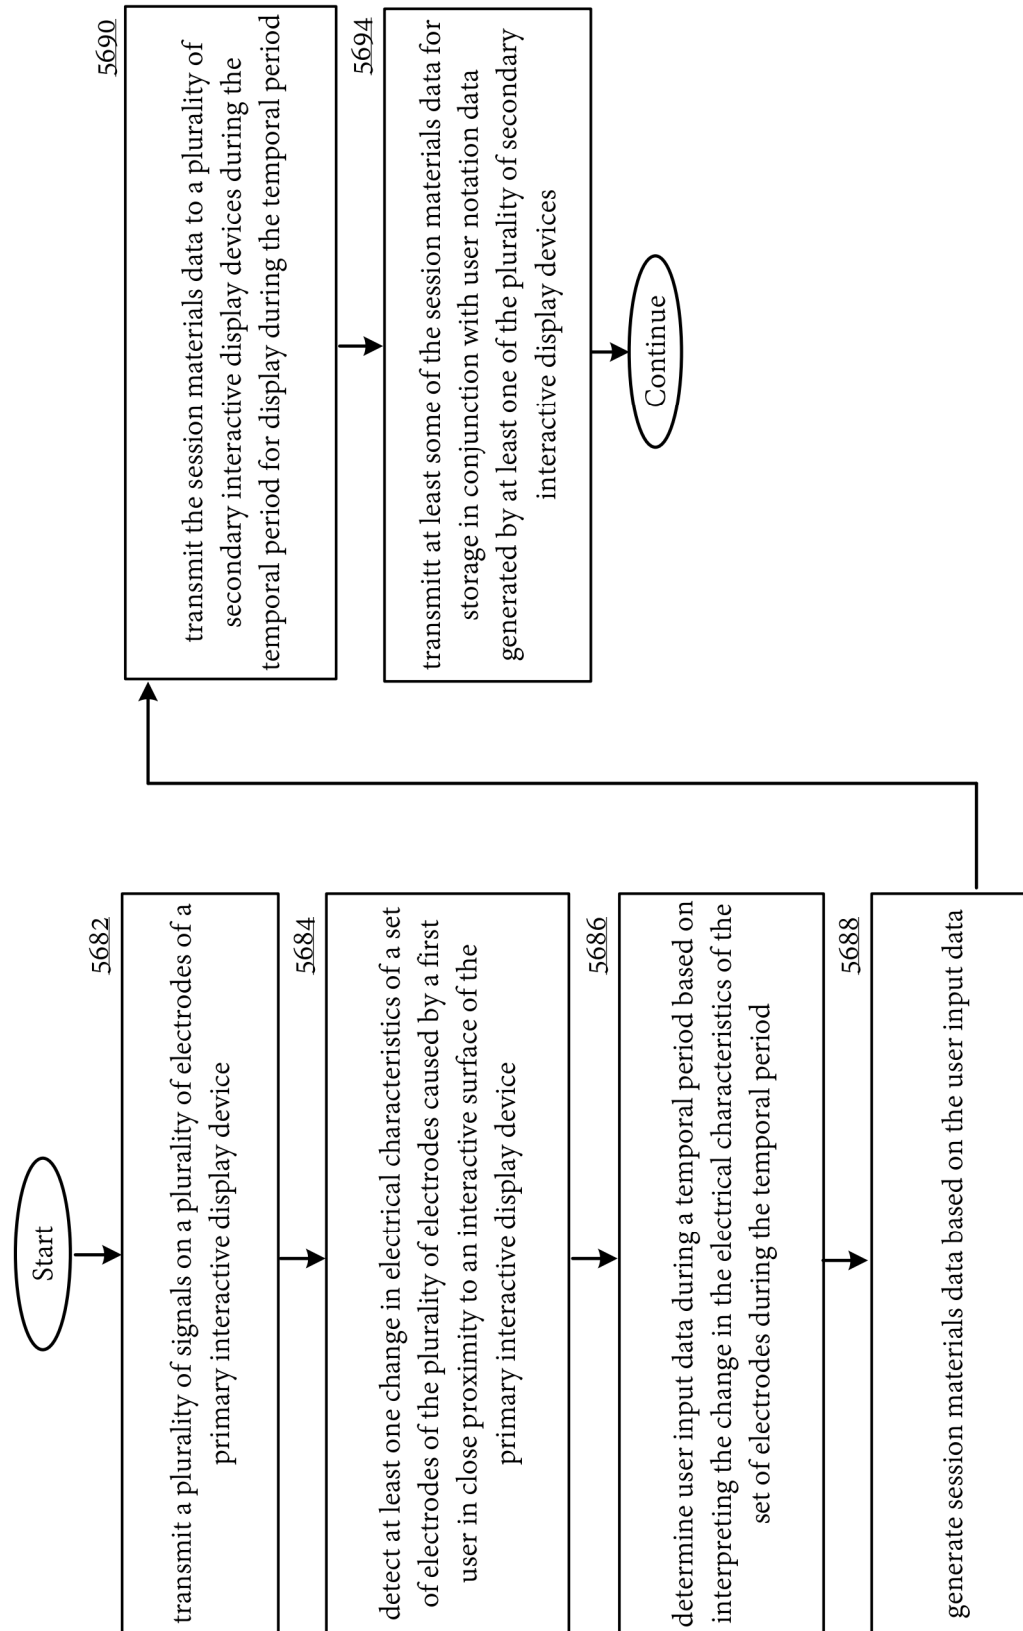 Start
5682
transmit a plurality of signals on a plurality of electrodes of a
primary interactive display device
5684
detect at least one change in electrical characteristics of a set
of electrodes of the plurality of electrodes caused by a first
user in close proximity to an interactive surface of the
primary interactive display device
5686
determine user input data during a temporal period based on
interpreting the change in the electrical characteristics of the
set of electrodes during the temporal period
5688
generate session materials data based on the user input data
5690
transmit the session materials data to a plurality of
secondary interactive display devices during the
temporal period for display during the temporal period
5694
transmitt at least some of the session materials data for
storage in conjunction with user notation data
generated by at least one of the plurality of secondary
interactive display devices
Continue